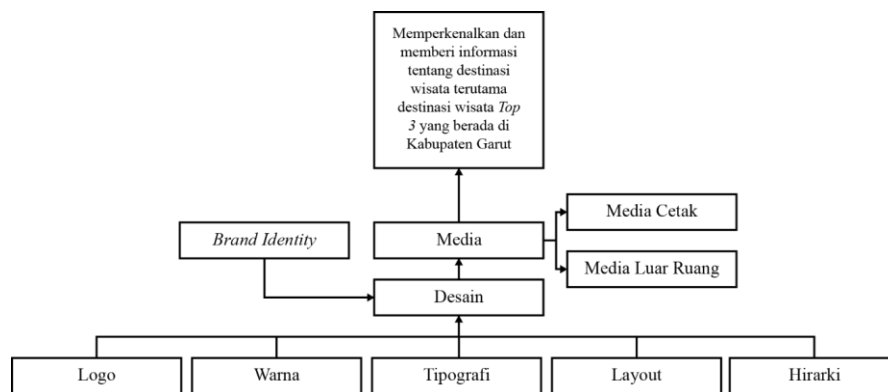 Memperkenalkan dan
memberi informasi
tentang destinasi
wisata terutama
destinasi wisata Top
3 yang berada di
Kabupaten Garut
Media Cetak
Brand Identity
Media
Media Luar Ruang
Desain
Logo
Warna
Tipografi
Layout
Hirarki